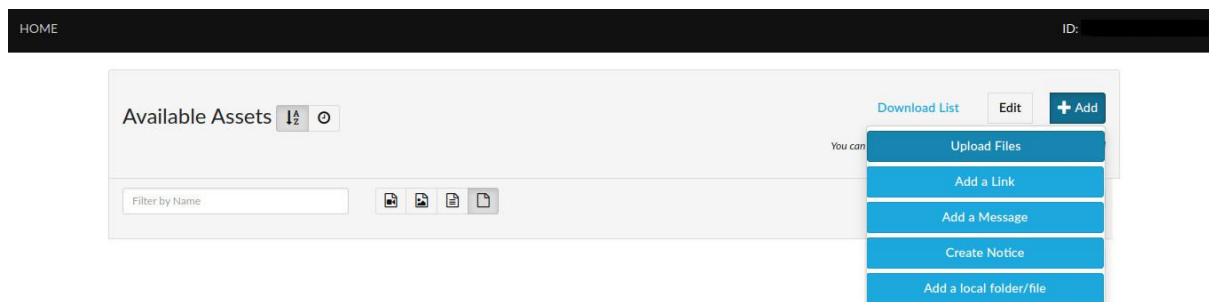 HOME
ID:
Available Assets
Download List
Edit
Add
You can
Upload Files
Add a Link
Filter by Name
Add a Message
Create Notice
Add a local folder/file